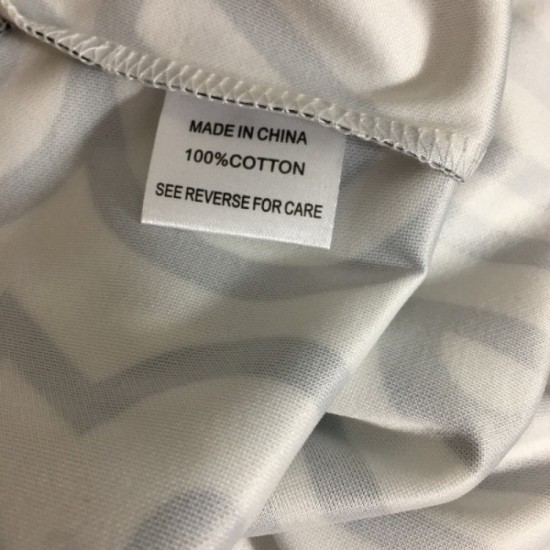 MADE IN CHINA
100%COTTON
SEE REVERSE FOR CARE